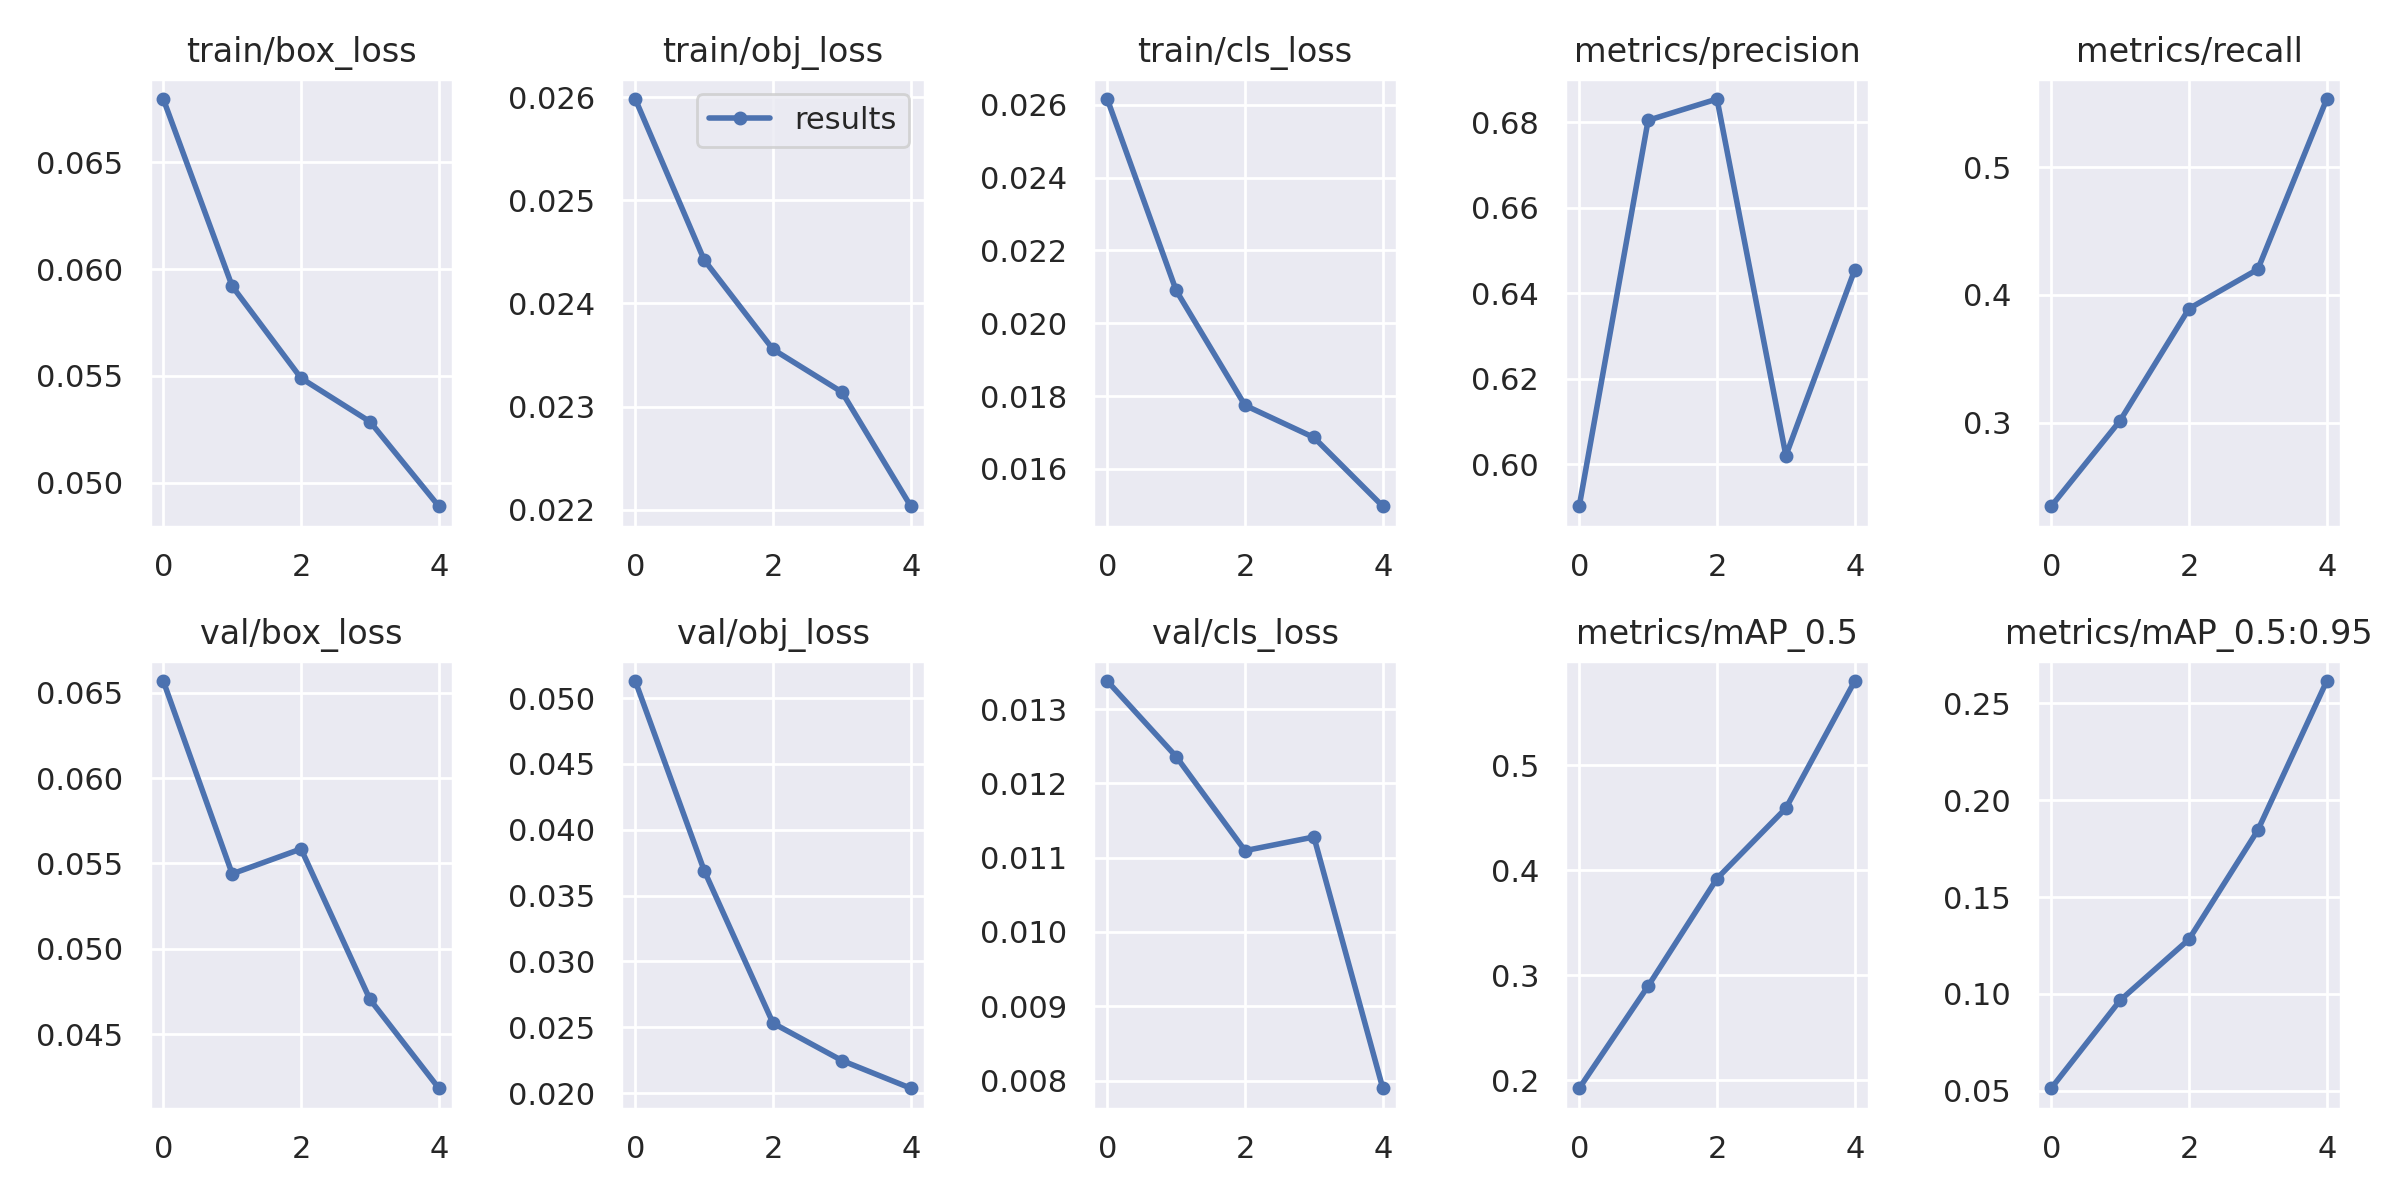 train/box_loss
0.065
0.060
0.055
0.050
0 2 4
train/obj_loss
results
0.026
0.025
0.024
0.023
0.022
0 2 4
train/cls_loss
0.026
0.024
0.022
0.020
0.018
0.016
0 2 4
metrics/precision
0.68
0.66
0.64
0.62
0.60
0 2 4
metrics/recall
0.5
0.4
0.3
0 2 4
val/box_loss
0.065
0.060
0.055
0.050
0.045
0 2 4
val/obj_loss
0.050
0.045
0.040
0.035
0.030
0.025
0.020
0 2 4
val/cls_loss
0.013
0.012
0.011
0.010
0.009
0.008
0 2 4
metrics/mAP_0.5
0.5
0.4
0.3
0.2
0 2 4
metrics/mAP_0.5:0.95
0.25
0.20
0.15
0.10
0.05
0 2 4